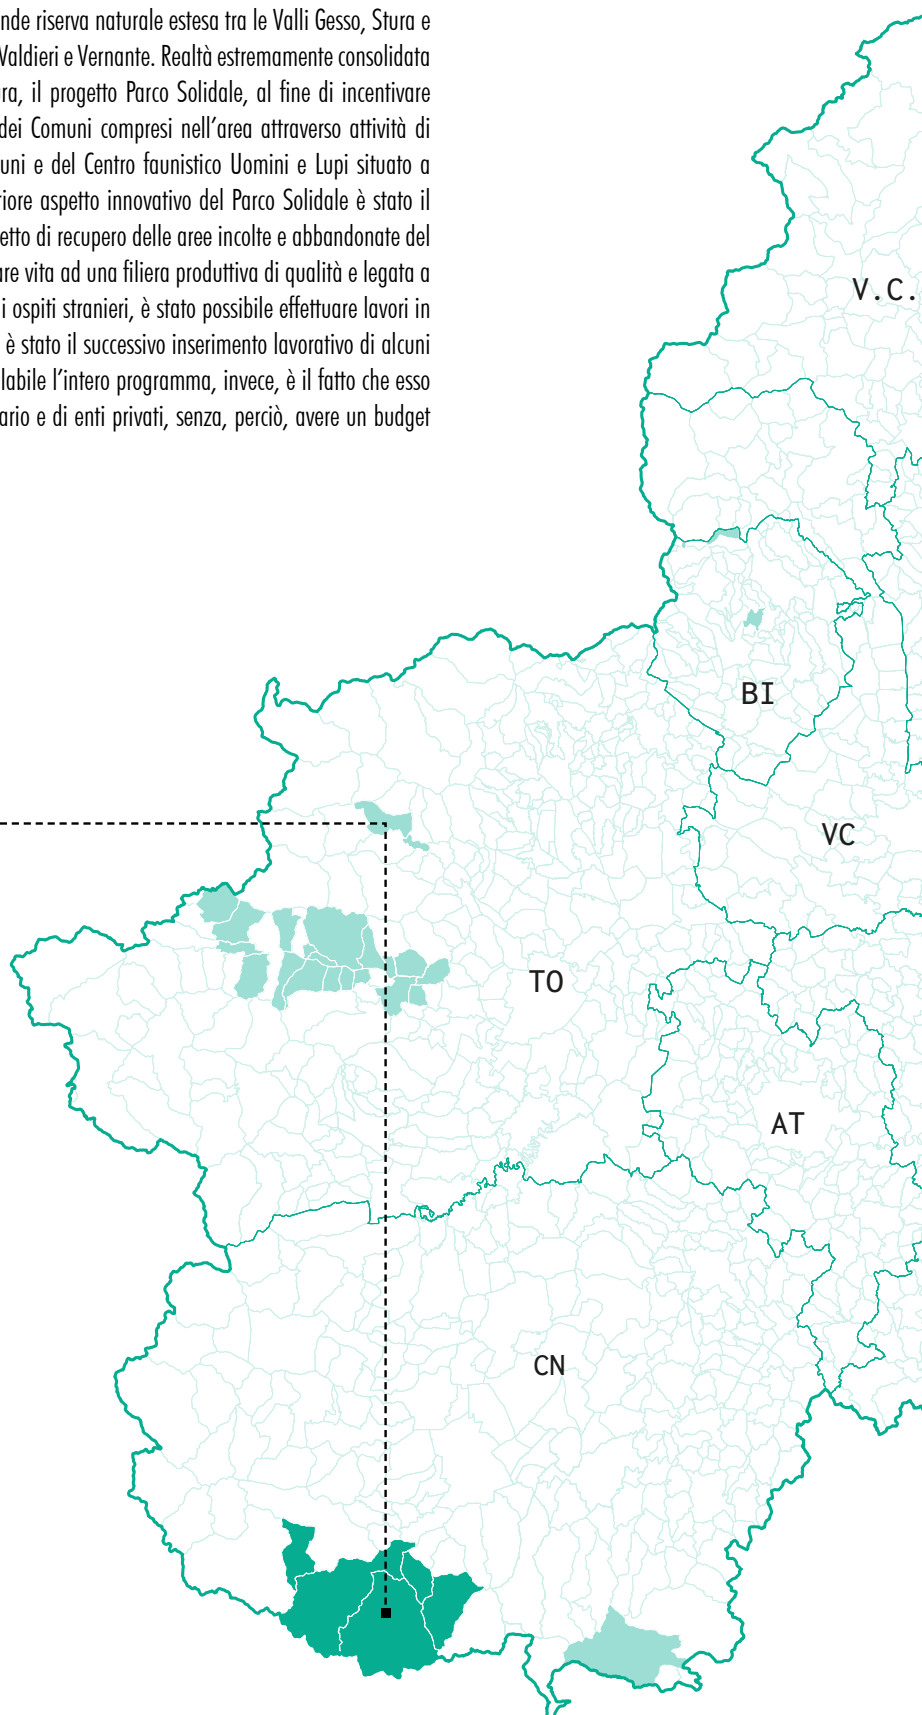 nde riserva naturale estesa tra le Valli Gesso, Stura e
Valdieri e Vernante. Realtà estremamente consolidata
ra, il progetto Parco Solidale, al fine di incentivare
dei Comuni compresi nell’area attraverso attività di
uni e del Centro faunistico Uomini e Lupi situato a
riore aspetto innovativo del Parco Solidale è stato il
etto di recupero delle aree incolte e abbandonate del
are vita ad una filiera produttiva di qualità e legata a
i ospiti stranieri, è stato possibile effettuare lavori in
è stato il successivo inserimento lavorativo di alcuni
labile l’intero programma, invece, è il fatto che esso
ario e di enti privati, senza, perciò, avere un budget
V.C.
BI
VC
TO
AT
CN